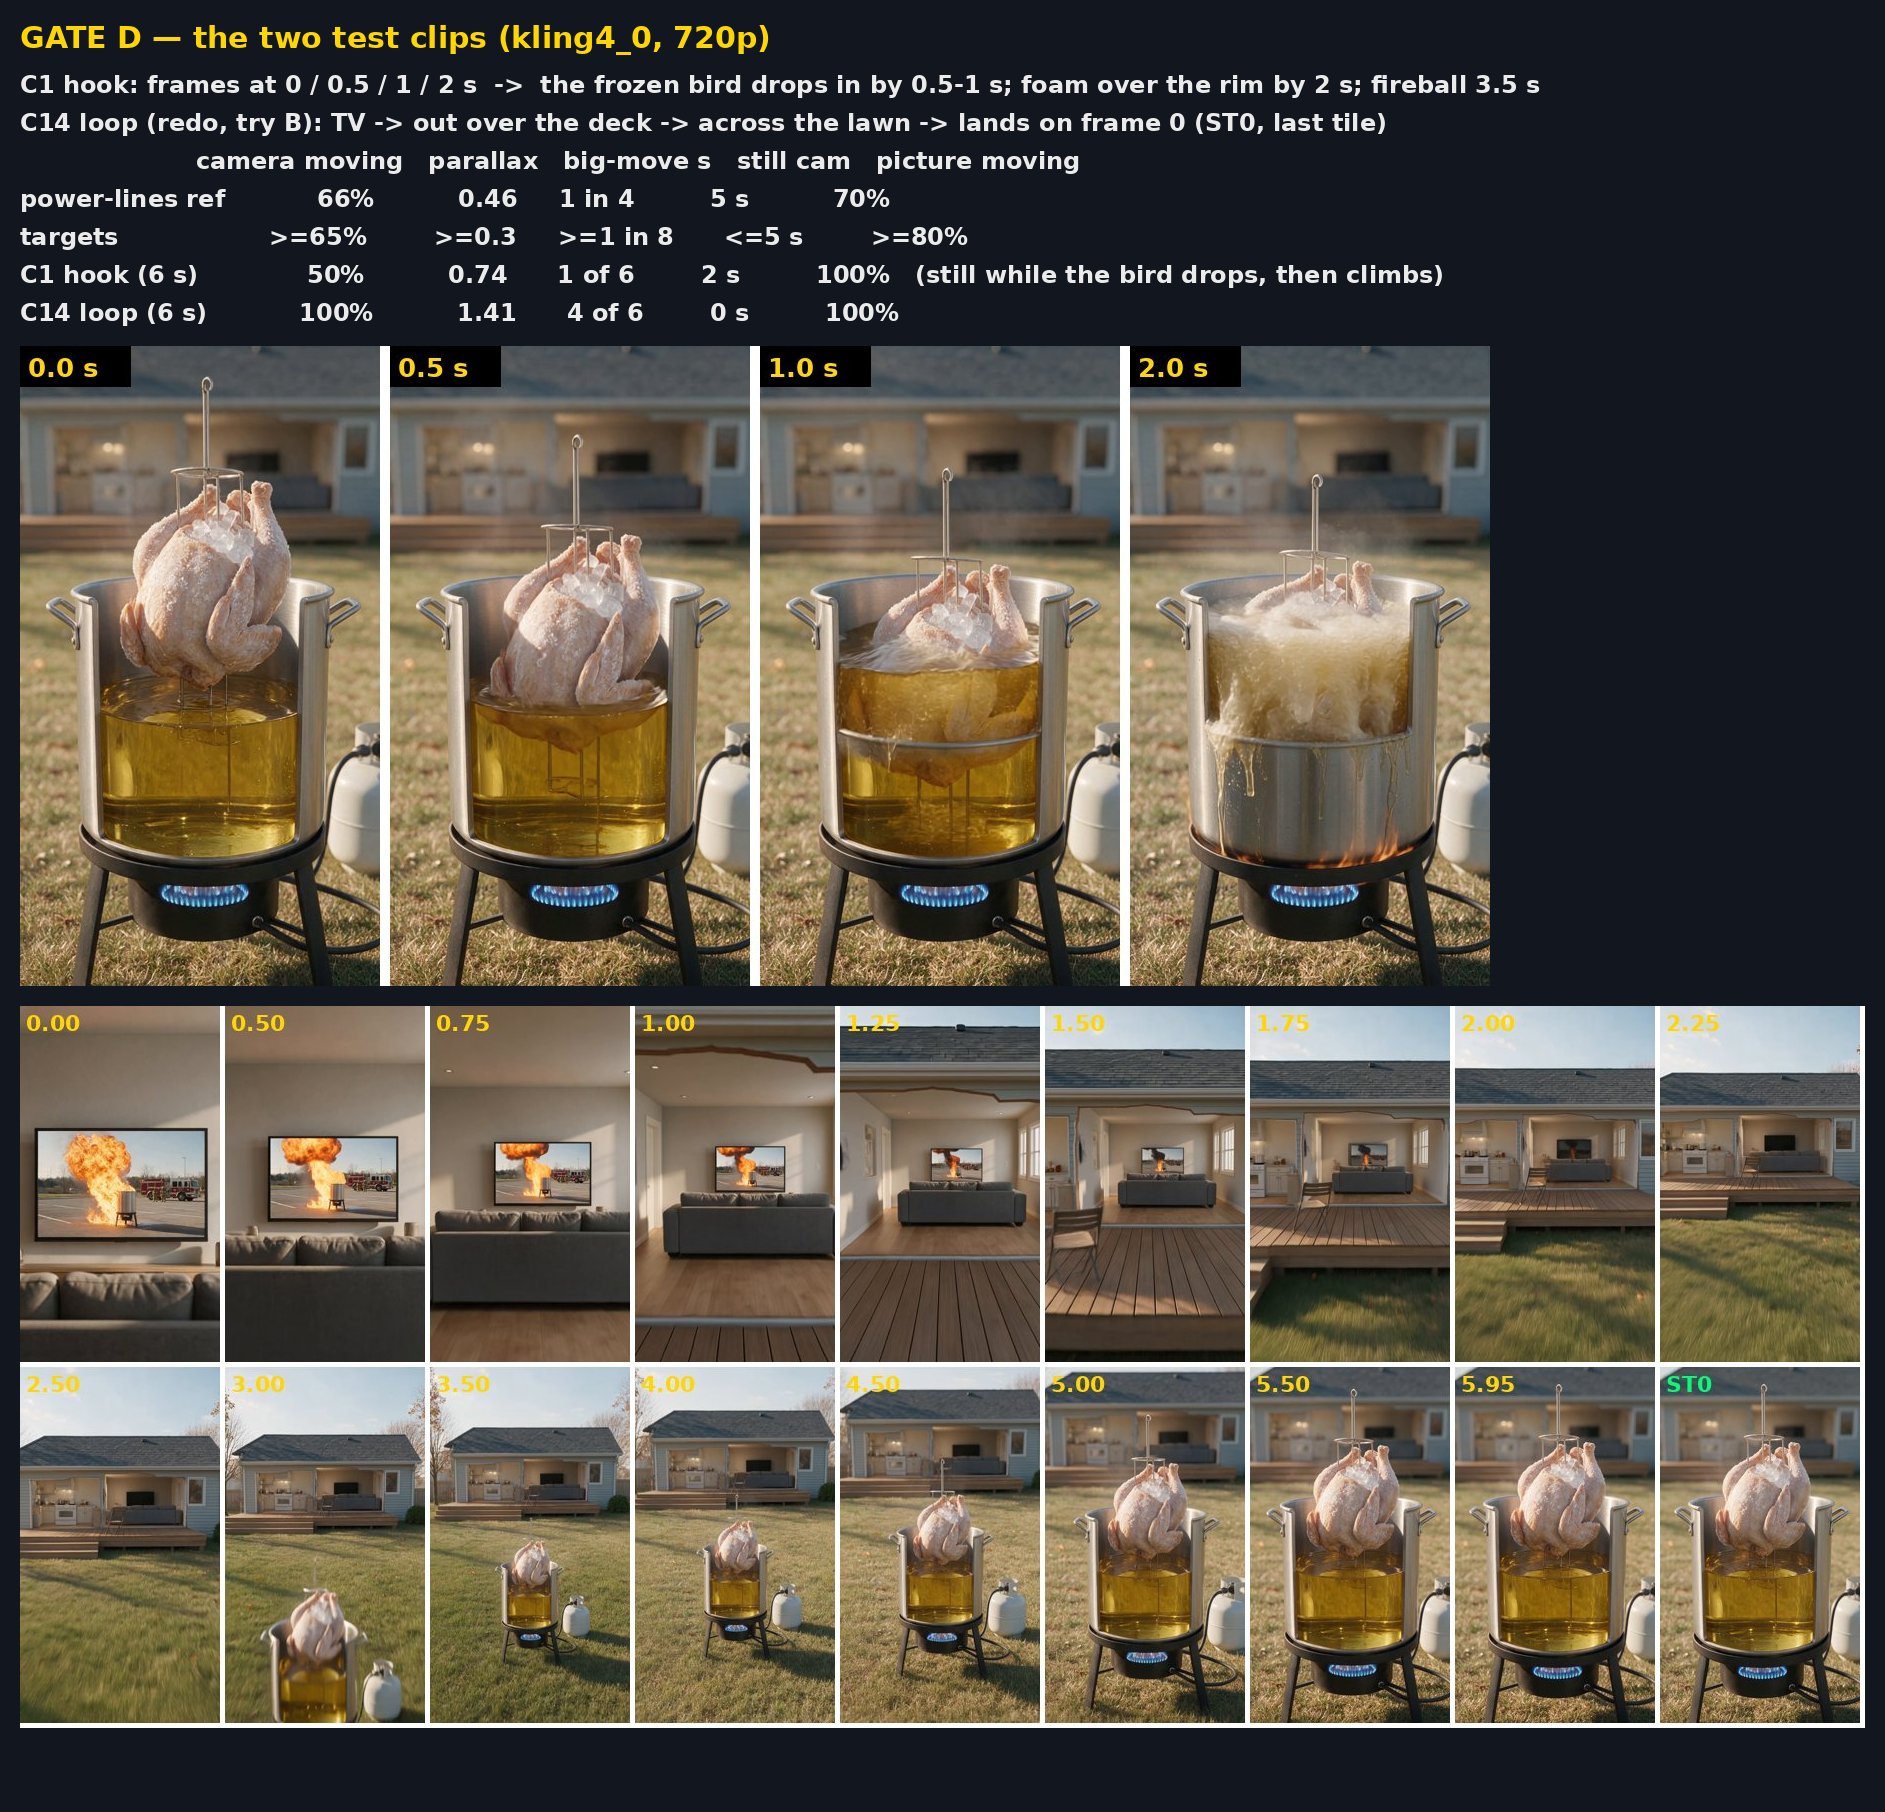 GATE D — the two test clips (kling4_0, 720p)
C1 hook: frames at 0 / 0.5 / 1 / 2 s  ->  the frozen bird drops in by 0.5-1 s; foam over the rim by 2 s; fireball 3.5 s
C14 loop (redo, try B): TV -> out over the deck -> across the lawn -> lands on frame 0 (ST0, last tile)
camera moving   parallax   big-move s   still cam   picture moving
power-lines ref   66%   0.46   1 in 4   5 s   70%
targets   >=65%   >=0.3   >=1 in 8   <=5 s   >=80%
C1 hook (6 s)   50%   0.74   1 of 6   2 s   100%   (still while the bird drops, then climbs)
C14 loop (6 s)   100%   1.41   4 of 6   0 s   100%
0.0 s   0.5 s   1.0 s   2.0 s
0.00   0.50   0.75   1.00   1.25   1.50   1.75   2.00   2.25
2.50   3.00   3.50   4.00   4.50   5.00   5.50   5.95   ST0